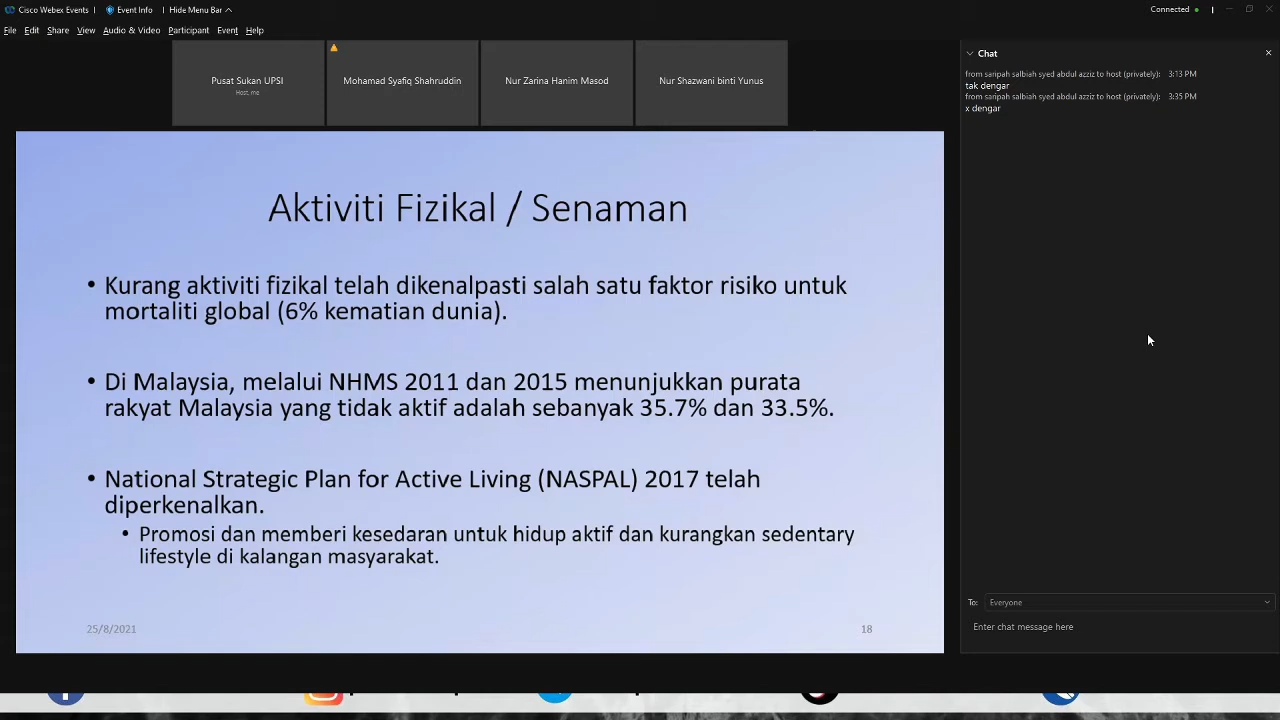 Cisco Webex Events
Event Info
Hide Menu Bar
Connected
File Edit Share View Audio & Video Participant Event Help
Pusat Sukan UPSI
Host, me
Mohamad Syafiq Shahruddin
Nur Zarina Hanim Masod
Nur Shazwani binti Yunus
Aktiviti Fizikal / Senaman
• Kurang aktiviti fizikal telah dikenalpasti salah satu faktor risiko untuk
mortaliti global (6% kematian dunia).
• Di Malaysia, melalui NHMS 2011 dan 2015 menunjukkan purata
rakyat Malaysia yang tidak aktif adalah sebanyak 35.7% dan 33.5%.
• National Strategic Plan for Active Living (NASPAL) 2017 telah
diperkenalkan.
• Promosi dan memberi kesedaran untuk hidup aktif dan kurangkan sedentary
lifestyle di kalangan masyarakat.
25/8/2021
18
Chat
from saripah salbiah syed abdul azziz to host (privately): 3:13 PM
tak dengar
from saripah salbiah syed abdul azziz to host (privately): 3:35 PM
x dengar
To: Everyone
Enter chat message here